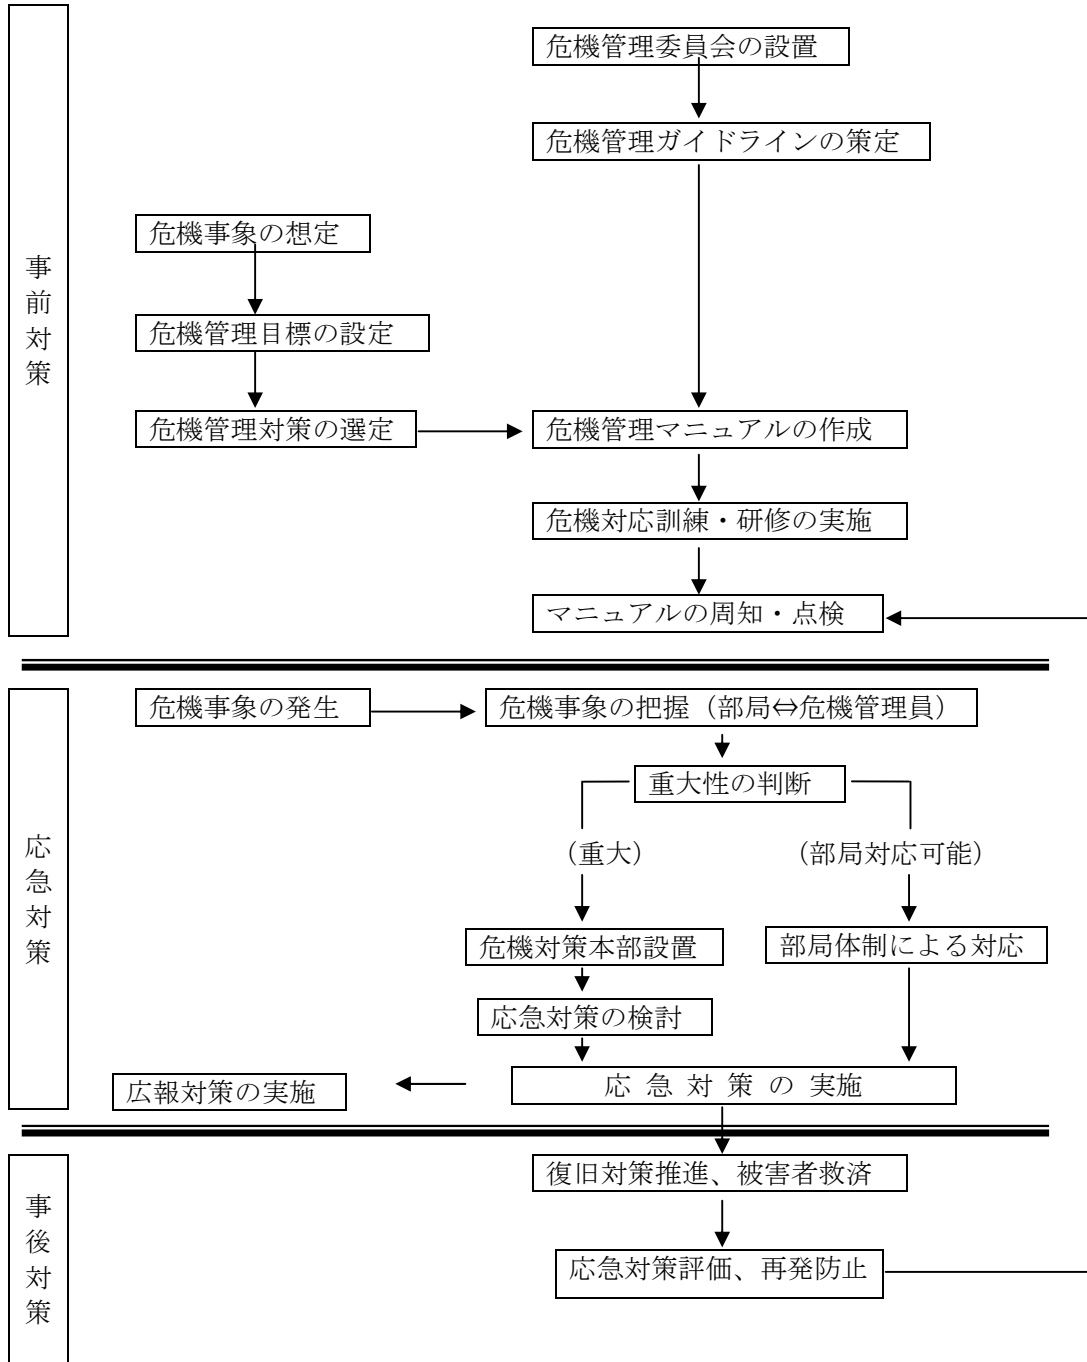 事前対策
危機管理委員会の設置
危機管理ガイドラインの策定
危機事象の想定
危機管理目標の設定
危機管理対策の選定
危機管理マニュアルの作成
危機対応訓練・研修の実施
マニュアルの周知・点検
応急対策
危機事象の発生
危機事象の把握（部局⇔危機管理員）
重大性の判断
（重大）
（部局対応可能）
危機対策本部設置
部局体制による対応
応急対策の検討
広報対策の実施
応 急 対 策 の 実施
事後対策
復旧対策推進、被害者救済
応急対策評価、再発防止